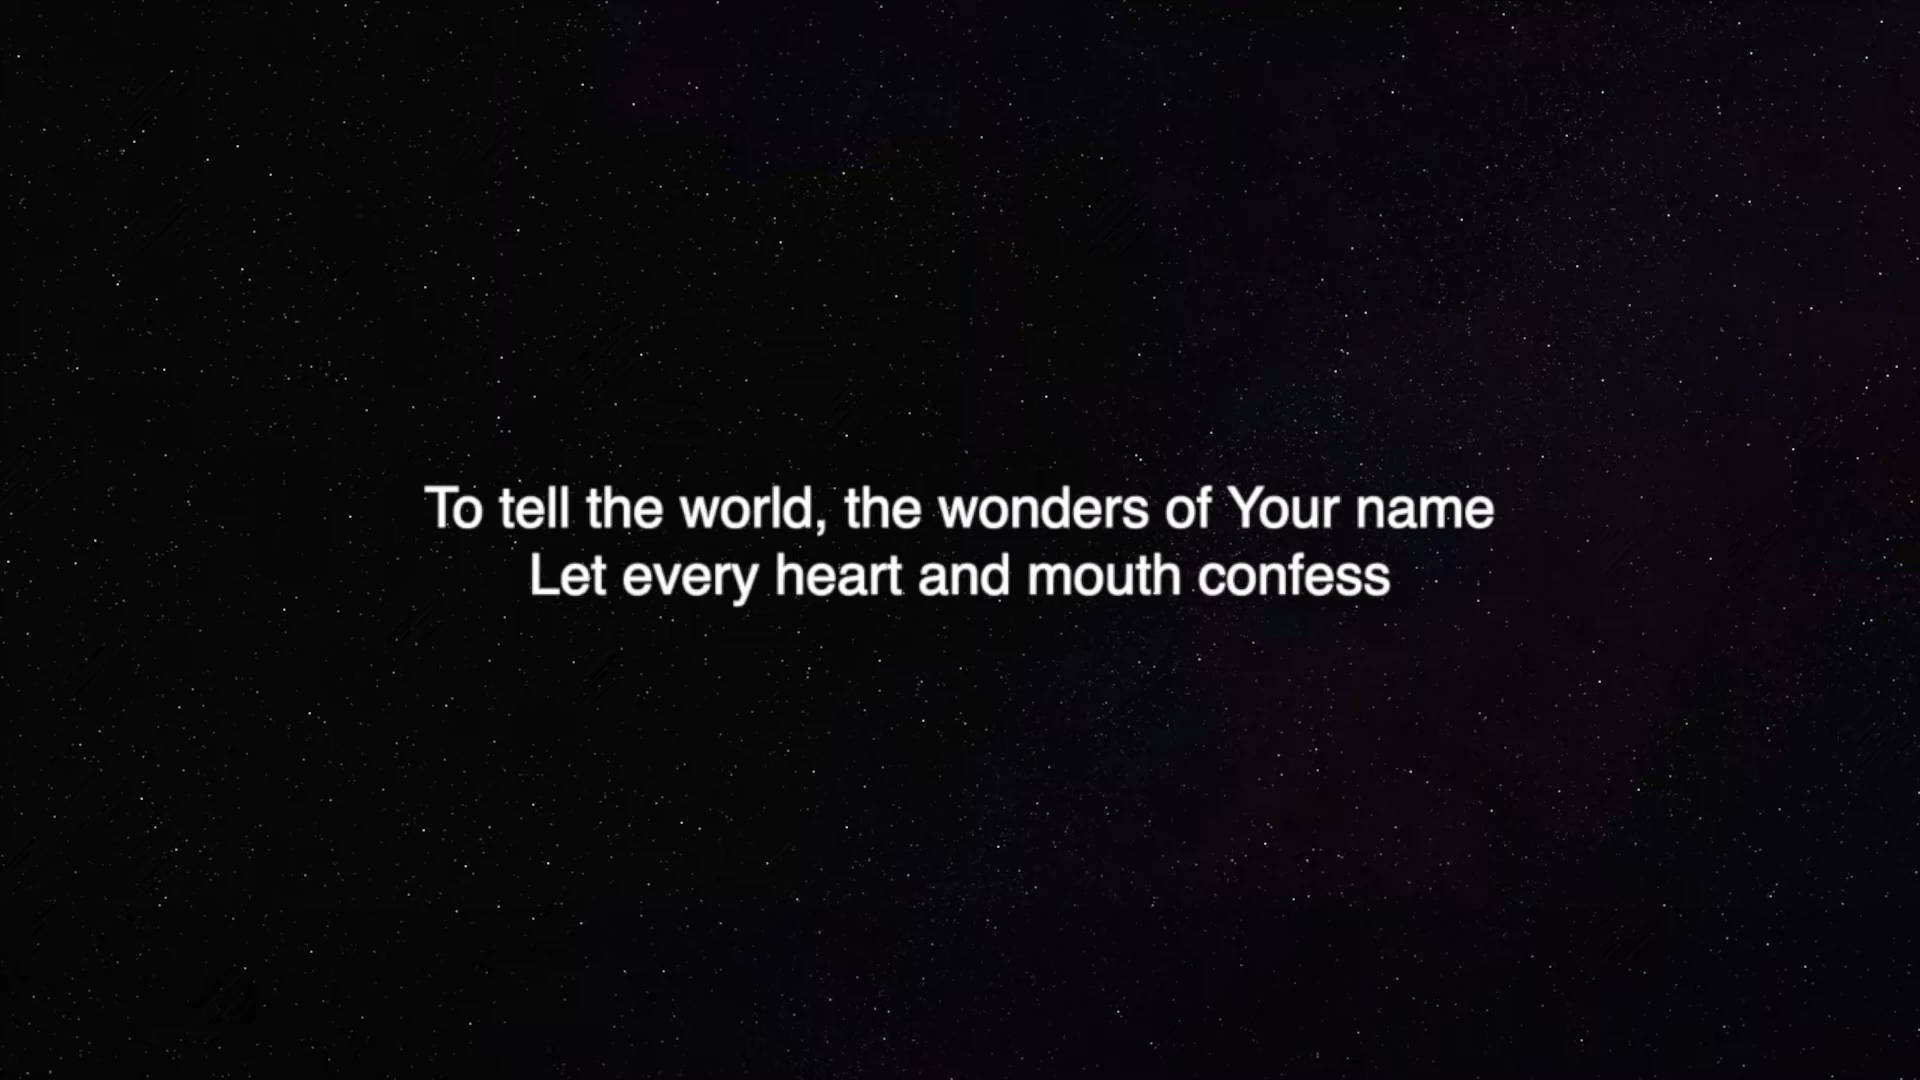 To tell the world, the wonders of Your name
Let every heart and mouth confess